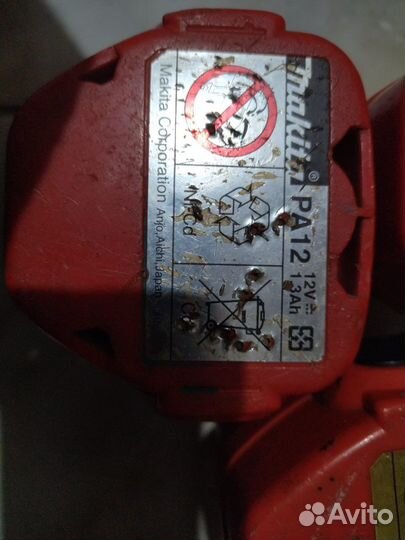 makita®
PA12 12V
1.3Ah
Ni-Cd
Cd
Makita Corporation Anjo, Aichi, Japan
Avito